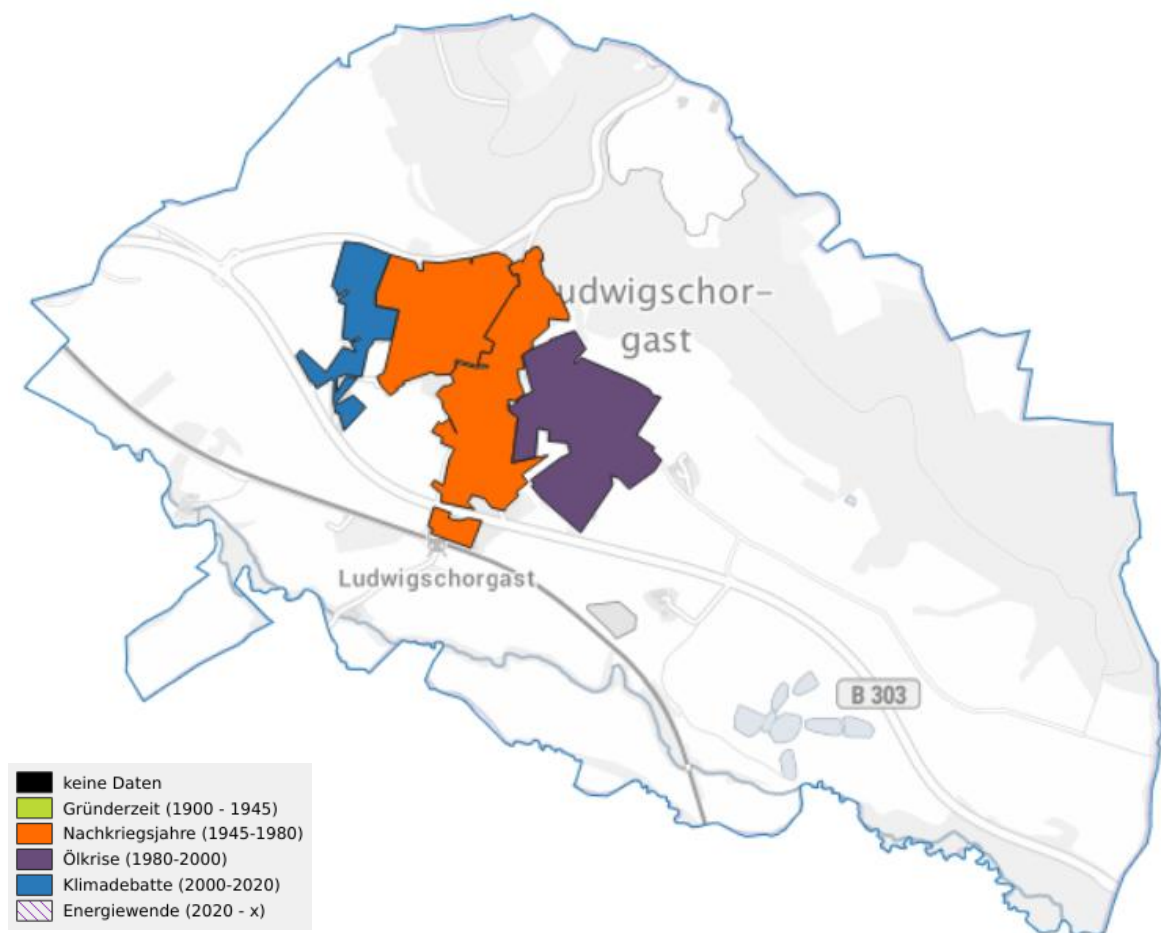 udwigschor-
gast
Ludwigschorgast
B 303
keine Daten
Gründerzeit (1900 - 1945)
Nachkriegsjahre (1945-1980)
Ölkrise (1980-2000)
Klimadebatte (2000-2020)
Energiewende (2020 - x)